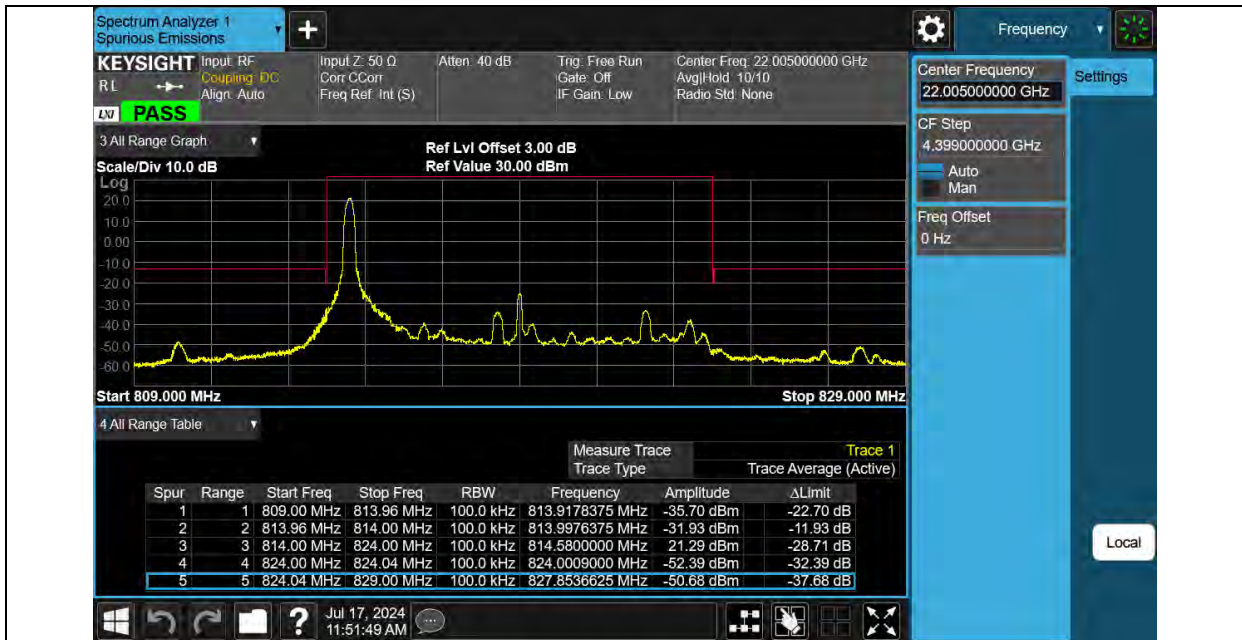 Spectrum Analyzer 1
Spurious Emissions
Frequency
KEYSIGHT
RL
LXI PASS
Input: RF
Coupling: DC
Align: Auto
Input Z: 50 Ω
Corr CCorr
Freq Ref: Int (S)
Atten: 40 dB
Trig: Free Run
Gate: Off
IF Gain: Low
Center Freq: 22.005000000 GHz
Avg|Hold: 10/10
Radio Std: None
Center Frequency
22.005000000 GHz
Settings
CF Step
4.399000000 GHz
Auto
Man
Freq Offset
0 Hz
Local
3 All Range Graph
Scale/Div 10.0 dB
Ref Lvl Offset 3.00 dB
Ref Value 30.00 dBm
Log
20.0
10.0
0.00
-10.0
-20.0
-30.0
-40.0
-50.0
-60.0
Start 809.000 MHz
Stop 829.000 MHz
4 All Range Table
Measure Trace Trace 1
Trace Type Trace Average (Active)
Spur Range Start Freq Stop Freq RBW Frequency Amplitude ΔLimit
1 1 809.00 MHz 813.96 MHz 100.0 kHz 813.9178375 MHz -35.70 dBm -22.70 dB
2 2 813.96 MHz 814.00 MHz 100.0 kHz 813.9976375 MHz -31.93 dBm -11.93 dB
3 3 814.00 MHz 824.00 MHz 100.0 kHz 814.5800000 MHz 21.29 dBm -28.71 dB
4 4 824.00 MHz 824.04 MHz 100.0 kHz 824.0009000 MHz -52.39 dBm -32.39 dB
5 5 824.04 MHz 829.00 MHz 100.0 kHz 827.8536625 MHz -50.68 dBm -37.68 dB
Jul 17, 2024
11:51:49 AM